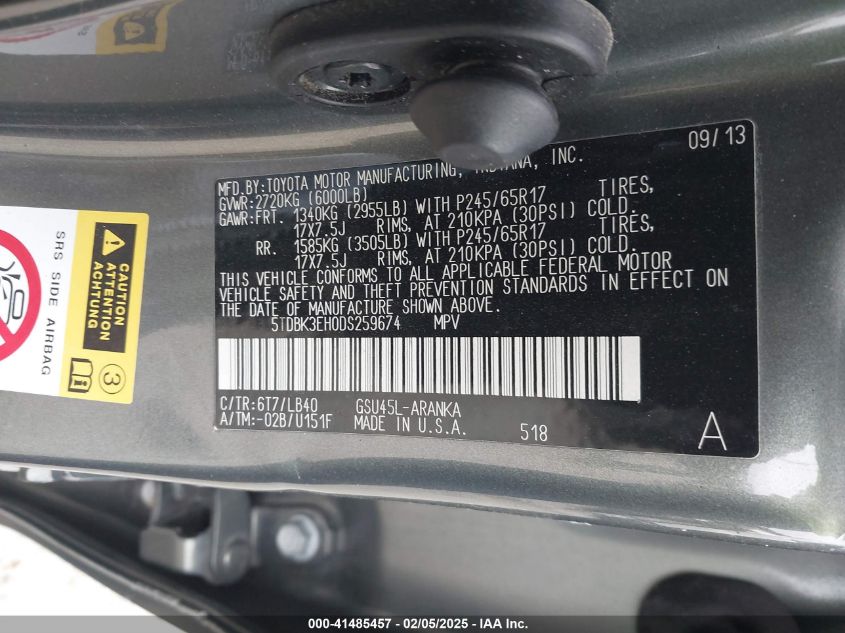 09/13
MFD.BY:TOYOTA MOTOR MANUFACTURING, INDIANA, INC.
GVWR:2720KG (6000LB)
GAWR:FRT. 1340KG (2955LB) WITH P245/65R17 TIRES,
17X7.5J RIMS, AT 210KPA (30PSI) COLD.
RR. 1585KG (3505LB) WITH P245/65R17 TIRES,
17X7.5J RIMS, AT 210KPA (30PSI) COLD.
THIS VEHICLE CONFORMS TO ALL APPLICABLE FEDERAL MOTOR
VEHICLE SAFETY AND THEFT PREVENTION STANDARDS IN EFFECT ON
THE DATE OF MANUFACTURE SHOWN ABOVE.
5TDBK3EH0DS259674 MPV
C/TR:6T7/LB40 GSU45L-ARANKA
A/TM:-02B/U151F MADE IN U.S.A. 518 A
SRS SIDE AIRBAG
CAUTION
ATTENTION
ACHTUNG
3
i
000-41485457 - 02/05/2025 - IAAI.com